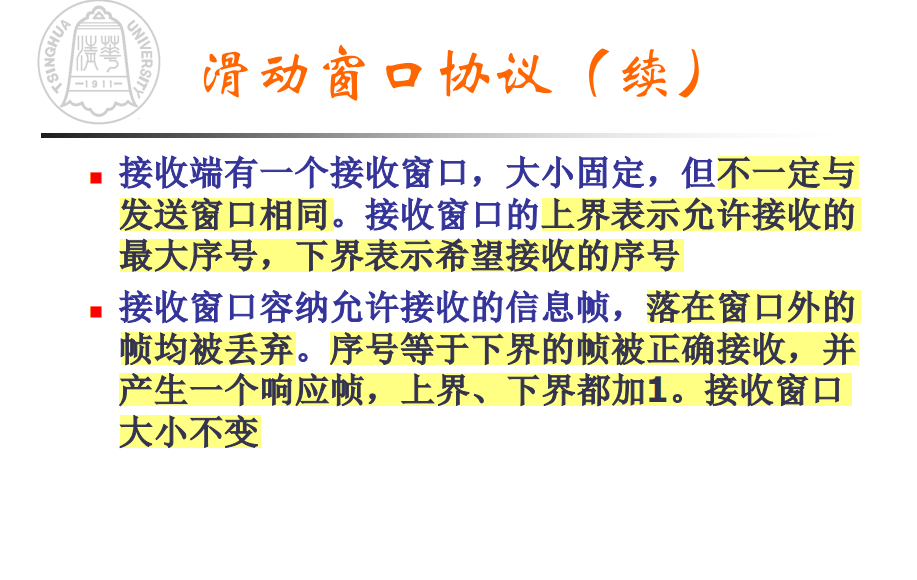 TSINGHUA UNIVERSITY
清华
1911
滑动窗口协议（续）
接收端有一个接收窗口，大小固定，但不一定与
发送窗口相同。接收窗口的上界表示允许接收的
最大序号，下界表示希望接收的序号
接收窗口容纳允许接收的信息帧，落在窗口外的
帧均被丢弃。序号等于下界的帧被正确接收，并
产生一个响应帧，上界、下界都加1。接收窗口
大小不变